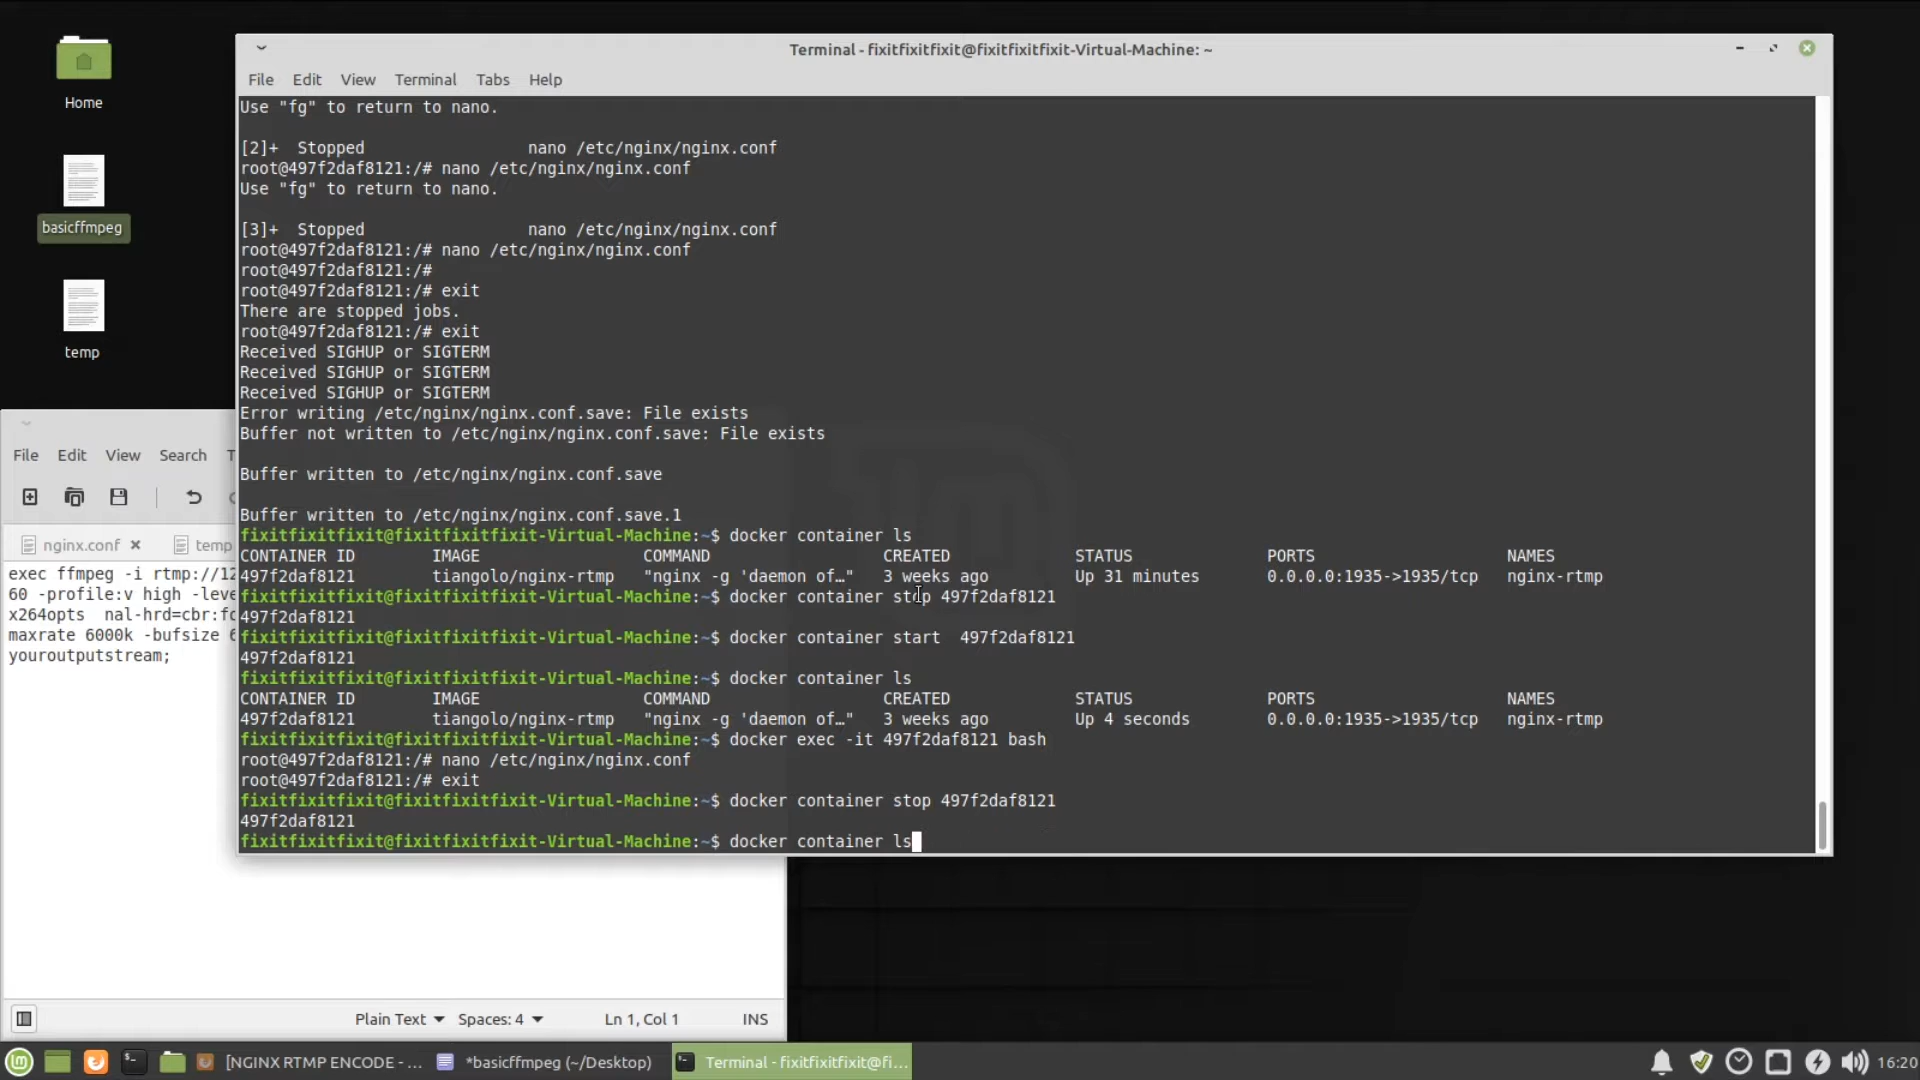 Home
basicffmpeg
temp
Terminal - fixitfixitfixit@fixitfixitfixit-Virtual-Machine: ~
File Edit View Terminal Tabs Help
Use "fg" to return to nano.
[2]+  Stopped                 nano /etc/nginx/nginx.conf
root@497f2daf8121:/# nano /etc/nginx/nginx.conf
Use "fg" to return to nano.
[3]+  Stopped                 nano /etc/nginx/nginx.conf
root@497f2daf8121:/# nano /etc/nginx/nginx.conf
root@497f2daf8121:/#
root@497f2daf8121:/# exit
There are stopped jobs.
root@497f2daf8121:/# exit
Received SIGHUP or SIGTERM
Received SIGHUP or SIGTERM
Received SIGHUP or SIGTERM
Error writing /etc/nginx/nginx.conf.save: File exists
Buffer not written to /etc/nginx/nginx.conf.save: File exists
Buffer written to /etc/nginx/nginx.conf.save
Buffer written to /etc/nginx/nginx.conf.save.1
fixitfixitfixit@fixitfixitfixit-Virtual-Machine:~$ docker container ls
CONTAINER ID        IMAGE                 COMMAND                  CREATED             STATUS              PORTS                    NAMES
497f2daf8121        tiangolo/nginx-rtmp   "nginx -g 'daemon of…"   3 weeks ago         Up 31 minutes       0.0.0.0:1935->1935/tcp   nginx-rtmp
fixitfixitfixit@fixitfixitfixit-Virtual-Machine:~$ docker container stop 497f2daf8121
497f2daf8121
fixitfixitfixit@fixitfixitfixit-Virtual-Machine:~$ docker container start  497f2daf8121
497f2daf8121
fixitfixitfixit@fixitfixitfixit-Virtual-Machine:~$ docker container ls
CONTAINER ID        IMAGE                 COMMAND                  CREATED             STATUS              PORTS                    NAMES
497f2daf8121        tiangolo/nginx-rtmp   "nginx -g 'daemon of…"   3 weeks ago         Up 4 seconds        0.0.0.0:1935->1935/tcp   nginx-rtmp
fixitfixitfixit@fixitfixitfixit-Virtual-Machine:~$ docker exec -it 497f2daf8121 bash
root@497f2daf8121:/# nano /etc/nginx/nginx.conf
root@497f2daf8121:/# exit
fixitfixitfixit@fixitfixitfixit-Virtual-Machine:~$ docker container stop 497f2daf8121
497f2daf8121
fixitfixitfixit@fixitfixitfixit-Virtual-Machine:~$ docker container ls
File Edit View Search T
nginx.conf temp
exec ffmpeg -i rtmp://12
60 -profile:v high -leve
x264opts  nal-hrd=cbr:fo
maxrate 6000k -bufsize 6
youroutputstream;
Plain Text Spaces: 4 Ln 1, Col 1 INS
[NGINX RTMP ENCODE - ... *basicffmpeg (~/Desktop) Terminal - fixitfixitfixit@fi... 16:20